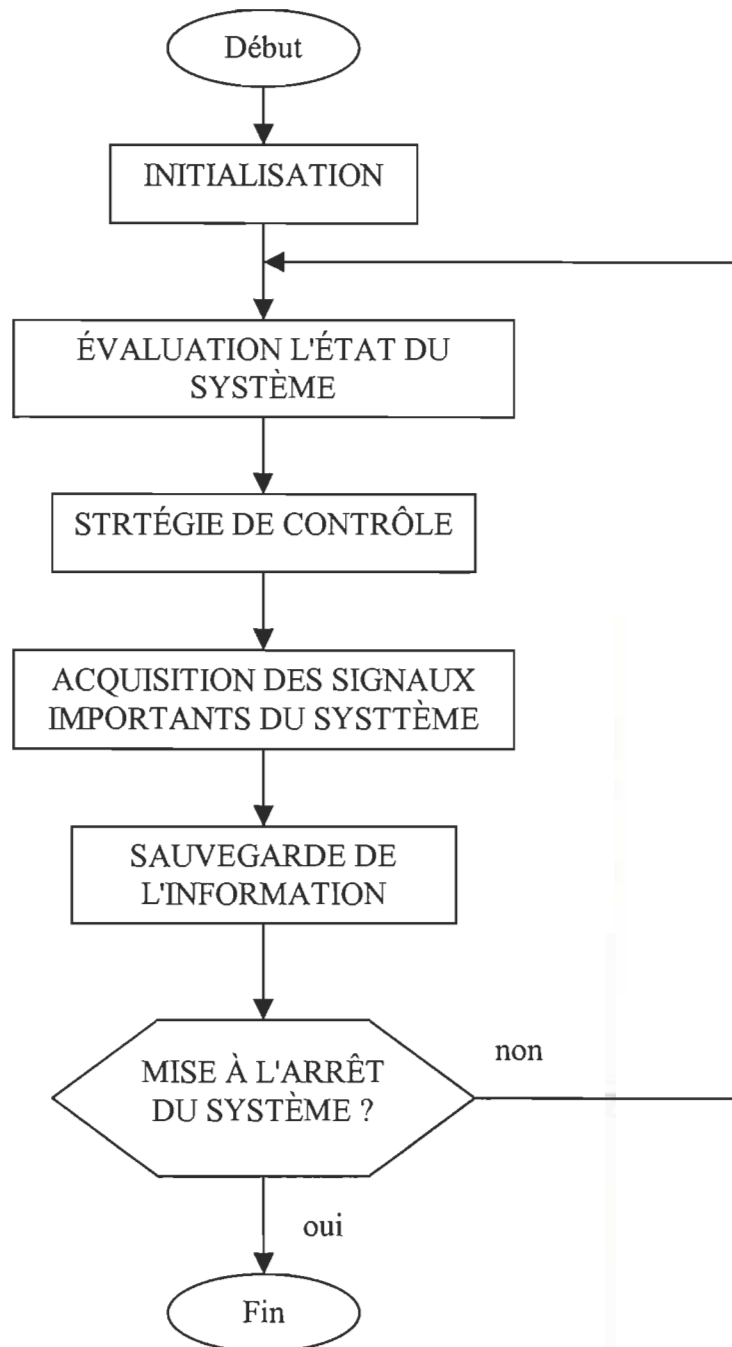 Début
INITIALISATION
ÉVALUATION L'ÉTAT DU
SYSTÈME
STRTÉGIE DE CONTRÔLE
ACQUISITION DES SIGNAUX
IMPORTANTS DU SYSTTÈME
SAUVEGARDE DE
L'INFORMATION
MISE À L'ARRÊT
DU SYSTÈME ?
non
oui
Fin